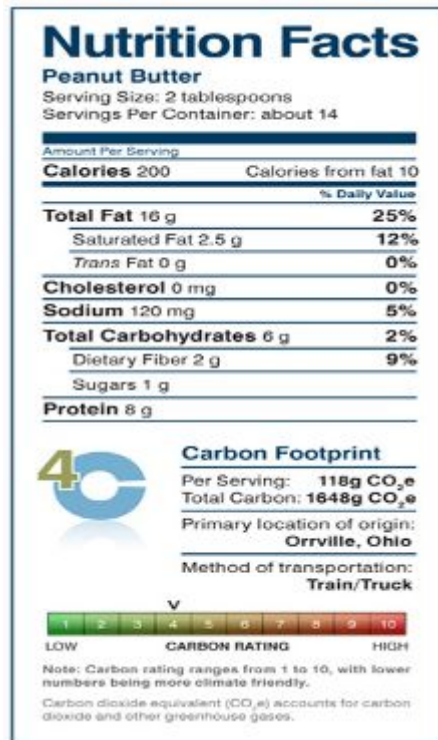 Nutrition Facts
Peanut Butter
Serving Size: 2 tablespoons
Servings Per Container: about 14
Amount Per Serving
Calories 200 Calories from fat 10
% Daily Value
Total Fat 16 g 25%
Saturated Fat 2.5 g 12%
Trans Fat 0 g 0%
Cholesterol 0 mg 0%
Sodium 120 mg 5%
Total Carbohydrates 6 g 2%
Dietary Fiber 2 g 9%
Sugars 1 g
Protein 8 g
4C
Carbon Footprint
Per Serving: 118g CO₂e
Total Carbon: 1648g CO₂e
Primary location of origin:
Orrville, Ohio
Method of transportation:
Train/Truck
V
1 2 3 4 5 6 7 8 9 10
LOW CARBON RATING HIGH
Note: Carbon rating ranges from 1 to 10, with lower
numbers being more climate friendly.
Carbon dioxide equivalent (CO₂e) accounts for carbon
dioxide and other greenhouse gases.